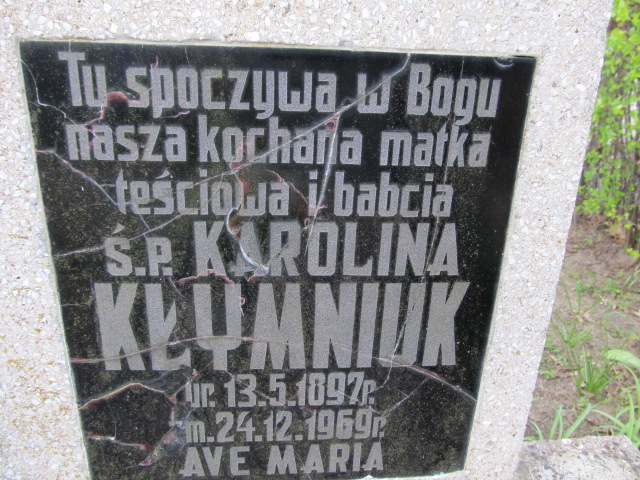 Tu spoczywa w Bogu
nasza kochana matka
teściowa i babcia
ś.p. KAROLINA
KŁYMNIUK
ur. 13.5.1897r.
m. 24.12.1969r.
AVE MARIA